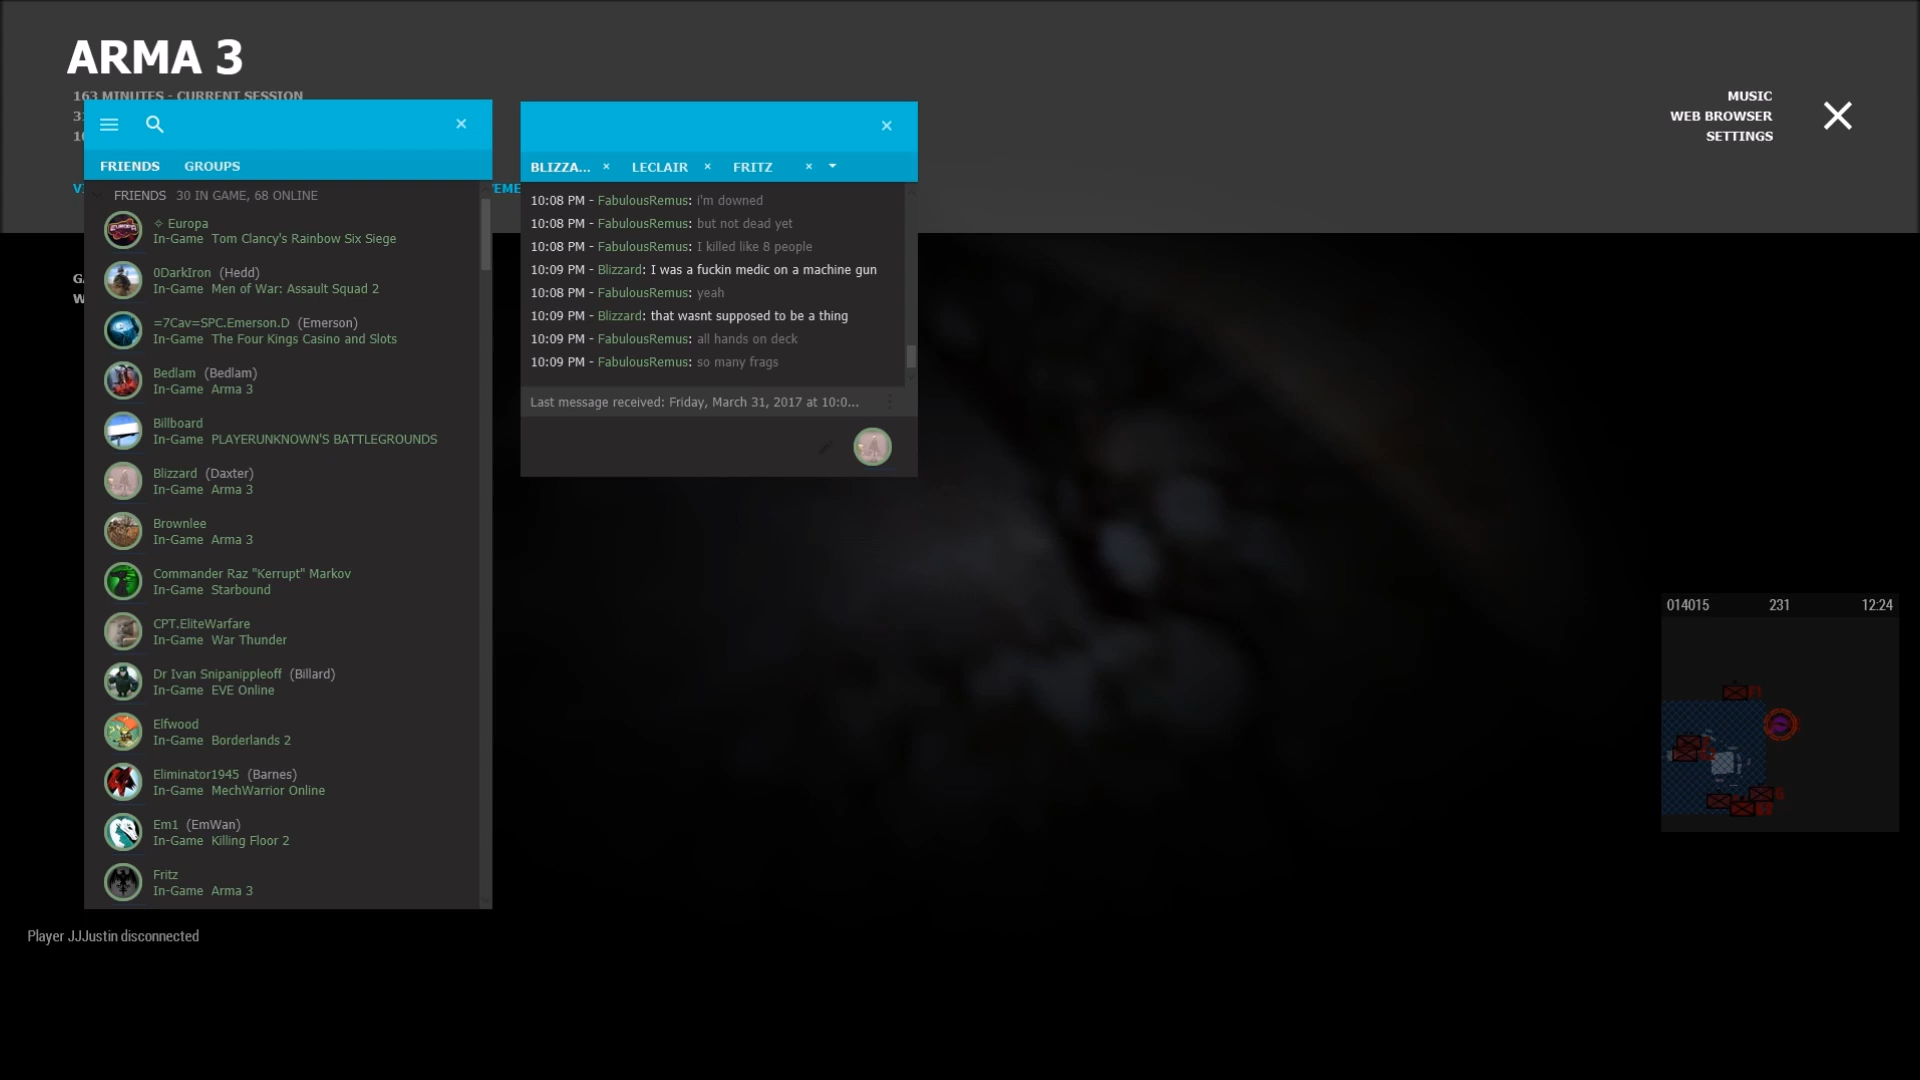 ARMA 3
163 MINUTES - CURRENT SESSION
MUSIC
WEB BROWSER
SETTINGS
FRIENDS GROUPS
FRIENDS 30 IN GAME, 68 ONLINE
✧ Europa
In-Game Tom Clancy's Rainbow Six Siege
0DarkIron (Hedd)
In-Game Men of War: Assault Squad 2
=7Cav=SPC.Emerson.D (Emerson)
In-Game The Four Kings Casino and Slots
Bedlam (Bedlam)
In-Game Arma 3
Billboard
In-Game PLAYERUNKNOWN'S BATTLEGROUNDS
Blizzard (Daxter)
In-Game Arma 3
Brownlee
In-Game Arma 3
Commander Raz "Kerrupt" Markov
In-Game Starbound
CPT.EliteWarfare
In-Game War Thunder
Dr Ivan Snipanippleoff (Billard)
In-Game EVE Online
Elfwood
In-Game Borderlands 2
Eliminator1945 (Barnes)
In-Game MechWarrior Online
Em1 (EmWan)
In-Game Killing Floor 2
Fritz
In-Game Arma 3
BLIZZA... LECLAIR FRITZ
10:08 PM - FabulousRemus: i'm downed
10:08 PM - FabulousRemus: but not dead yet
10:08 PM - FabulousRemus: I killed like 8 people
10:09 PM - Blizzard: I was a fuckin medic on a machine gun
10:08 PM - FabulousRemus: yeah
10:09 PM - Blizzard: that wasnt supposed to be a thing
10:09 PM - FabulousRemus: all hands on deck
10:09 PM - FabulousRemus: so many frags
Last message received: Friday, March 31, 2017 at 10:0...
014015 231 12:24
Player JJJustin disconnected